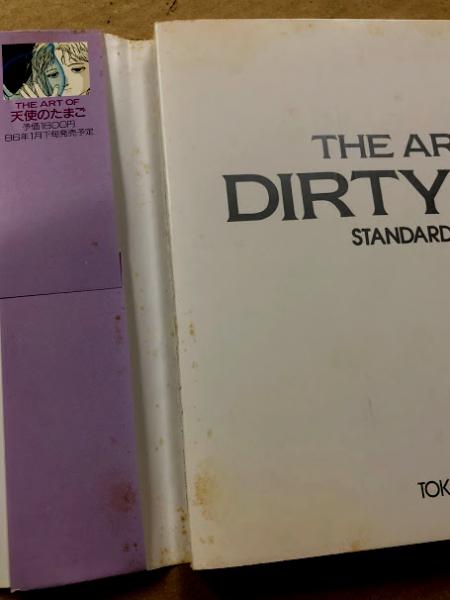 THE ART OF
天使のたまご
予価1800円
86年1月下旬発売予定
THE AR
DIRTY
STANDARD
TOK